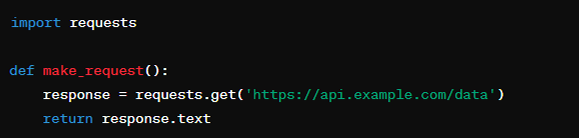 import requests
def make_request():
    response = requests.get('https://api.example.com/data')
    return response.text